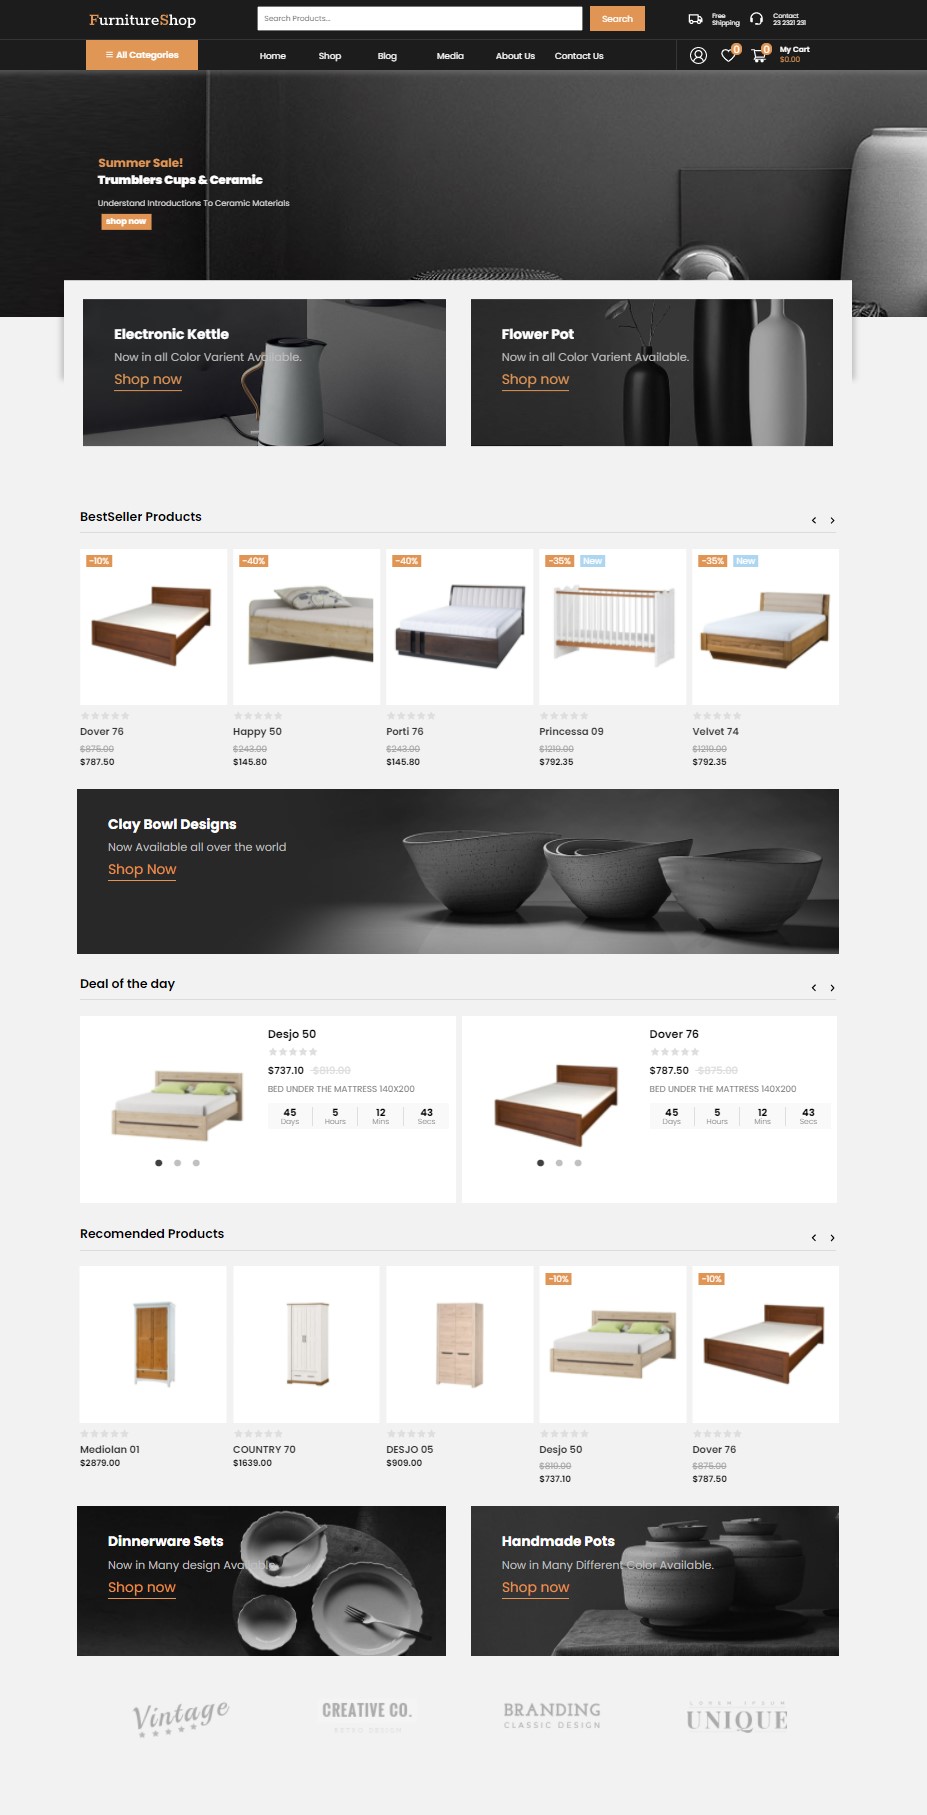 FurnitureShop
Search Products...
Search
Free Shipping
Contact
23 2321 231
≡ All Categories
Home
Shop
Blog
Media
About Us
Contact Us
0
0
My Cart
$0.00
Summer Sale!
Trumblers Cups & Ceramic
Understand Introductions To Ceramic Materials
shop now
Electronic Kettle
Now in all Color Varient Available.
Shop now
Flower Pot
Now in all Color Varient Available.
Shop now
BestSeller Products
-10%
-40%
-40%
-35%
New
-35%
New
Dover 76
$875.00
$787.50
Happy 50
$243.00
$145.80
Porti 76
$243.00
$145.80
Princessa 09
$1219.00
$792.35
Velvet 74
$1219.00
$792.35
Clay Bowl Designs
Now Available all over the world
Shop Now
Deal of the day
Desjo 50
$737.10 $819.00
BED UNDER THE MATTRESS 140X200
45 5 12 43
Days Hours Mins Secs
Dover 76
$787.50 $875.00
BED UNDER THE MATTRESS 140X200
45 5 12 43
Days Hours Mins Secs
Recomended Products
-10%
-10%
Mediolan 01
$2879.00
COUNTRY 70
$1639.00
DESJO 05
$909.00
Desjo 50
$819.00
$737.10
Dover 76
$875.00
$787.50
Dinnerware Sets
Now in Many design Available.
Shop now
Handmade Pots
Now in Many Different Color Available.
Shop now
Vintage
CREATIVE CO.
RETRO DESIGN
BRANDING
CLASSIC DESIGN
LOREM IPSUM
UNIQUE